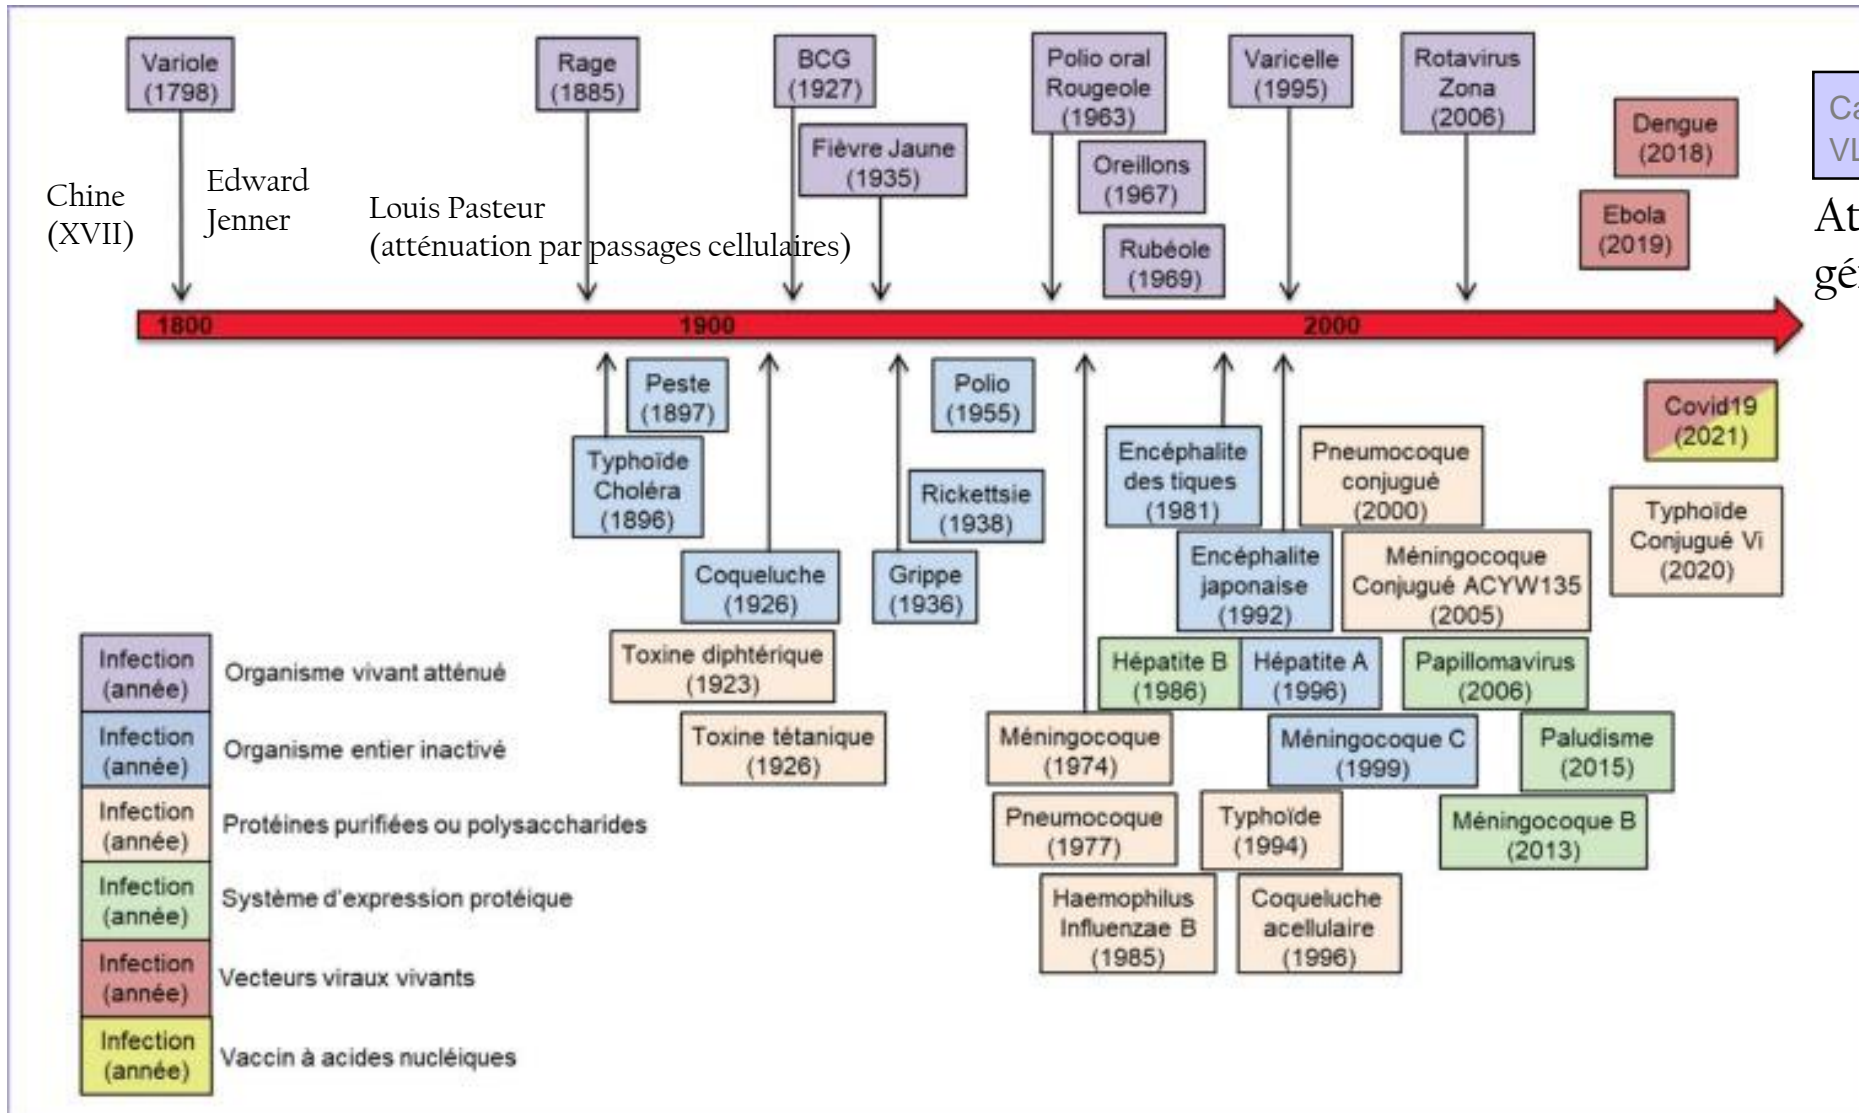 Variole
(1798)
Rage
(1885)
BCG
(1927)
Polio oral
Rougeole
(1963)
Varicelle
(1995)
Rotavirus
Zona
(2006)
Dengue
(2018)
Fièvre Jaune
(1935)
Oreillons
(1967)
Rubéole
(1969)
Ebola
(2019)
Chine
(XVII)
Edward
Jenner
Louis Pasteur
(atténuation par passages cellulaires)
1800
1900
2000
Peste
(1897)
Polio
(1955)
Covid19
(2021)
Typhoïde
Choléra
(1896)
Rickettsie
(1938)
Encéphalite
des tiques
(1981)
Pneumocoque
conjugué
(2000)
Typhoïde
Conjugué Vi
(2020)
Coqueluche
(1926)
Grippe
(1936)
Encéphalite
japonaise
(1992)
Méningocoque
Conjugué ACYW135
(2005)
Toxine diphtérique
(1923)
Hépatite B
(1986)
Hépatite A
(1996)
Papillomavirus
(2006)
Toxine tétanique
(1926)
Méningocoque
(1974)
Méningocoque C
(1999)
Paludisme
(2015)
Pneumocoque
(1977)
Typhoïde
(1994)
Méningocoque B
(2013)
Haemophilus
Influenzae B
(1985)
Coqueluche
acellulaire
(1996)
Infection
(année)
Organisme vivant atténué
Infection
(année)
Organisme entier inactivé
Infection
(année)
Protéines purifiées ou polysaccharides
Infection
(année)
Système d'expression protéique
Infection
(année)
Vecteurs viraux vivants
Infection
(année)
Vaccin à acides nucléiques